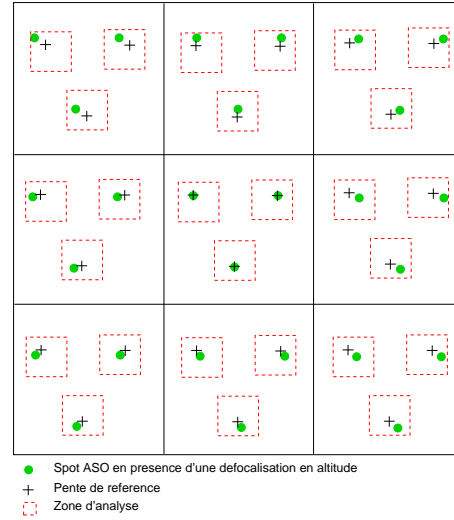 Spot ASO en presence d'une defocalisation en altitude
Pente de reference
Zone d'analyse